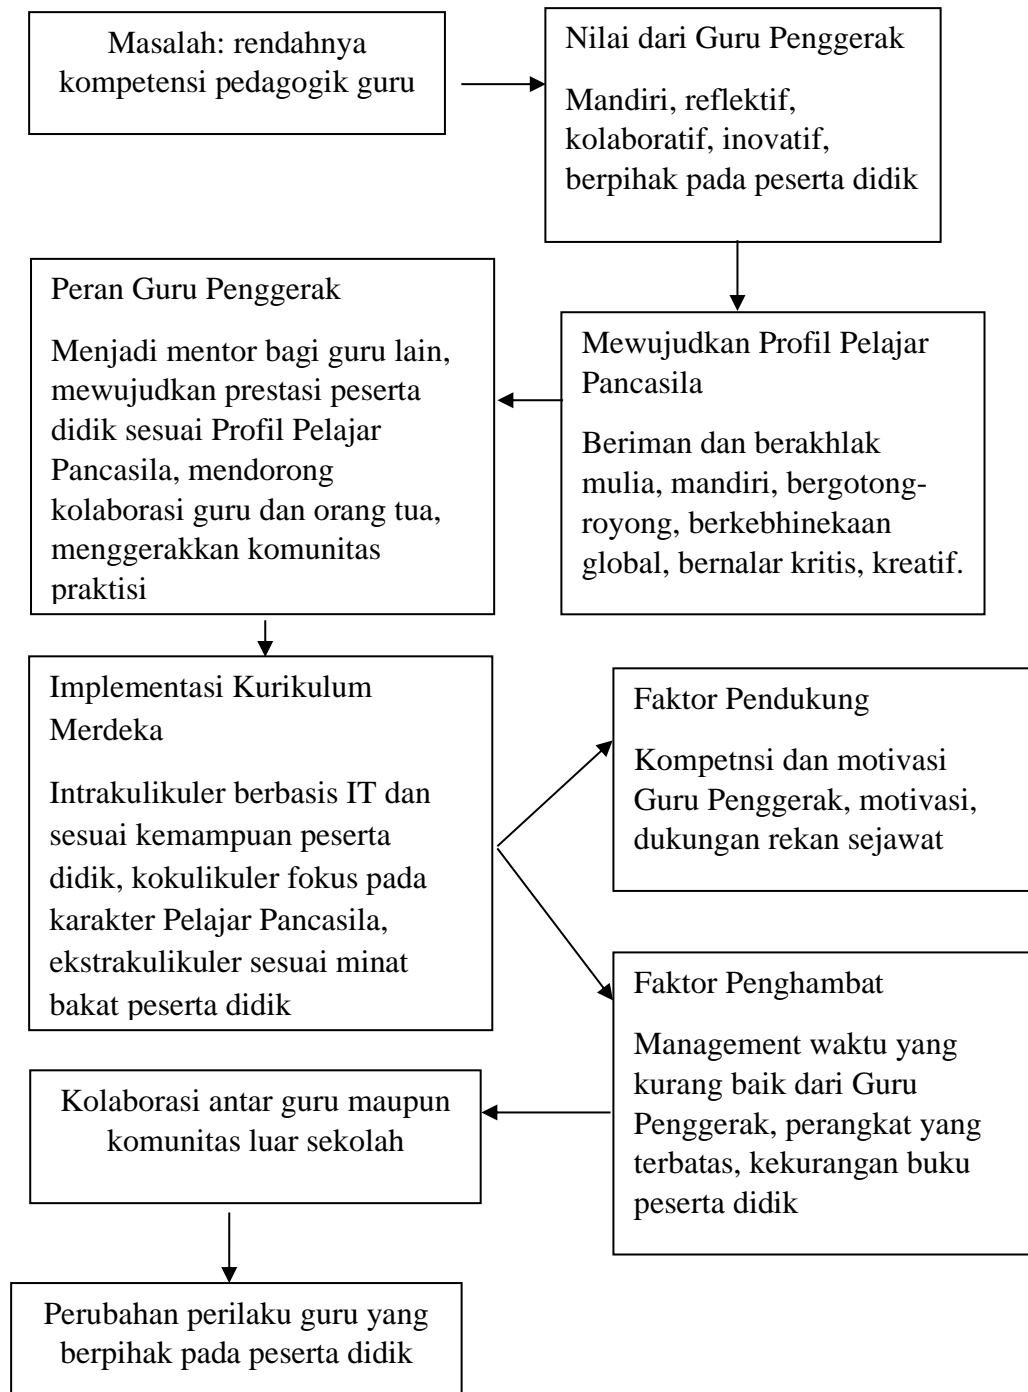 Masalah: rendahnya
kompetensi pedagogik guru
Nilai dari Guru Penggerak
Mandiri, reflektif,
kolaboratif, inovatif,
berpihak pada peserta didik
Mewujudkan Profil Pelajar
Pancasila
Beriman dan berakhlak
mulia, mandiri, bergotong-
royong, berkebhinekaan
global, bernalar kritis, kreatif.
Peran Guru Penggerak
Menjadi mentor bagi guru lain,
mewujudkan prestasi peserta
didik sesuai Profil Pelajar
Pancasila, mendorong
kolaborasi guru dan orang tua,
menggerakkan komunitas
praktisi
Implementasi Kurikulum
Merdeka
Intrakulikuler berbasis IT dan
sesuai kemampuan peserta
didik, kokulikuler fokus pada
karakter Pelajar Pancasila,
ekstrakulikuler sesuai minat
bakat peserta didik
Faktor Pendukung
Kompetnsi dan motivasi
Guru Penggerak, motivasi,
dukungan rekan sejawat
Faktor Penghambat
Management waktu yang
kurang baik dari Guru
Penggerak, perangkat yang
terbatas, kekurangan buku
peserta didik
Kolaborasi antar guru maupun
komunitas luar sekolah
Perubahan perilaku guru yang
berpihak pada peserta didik